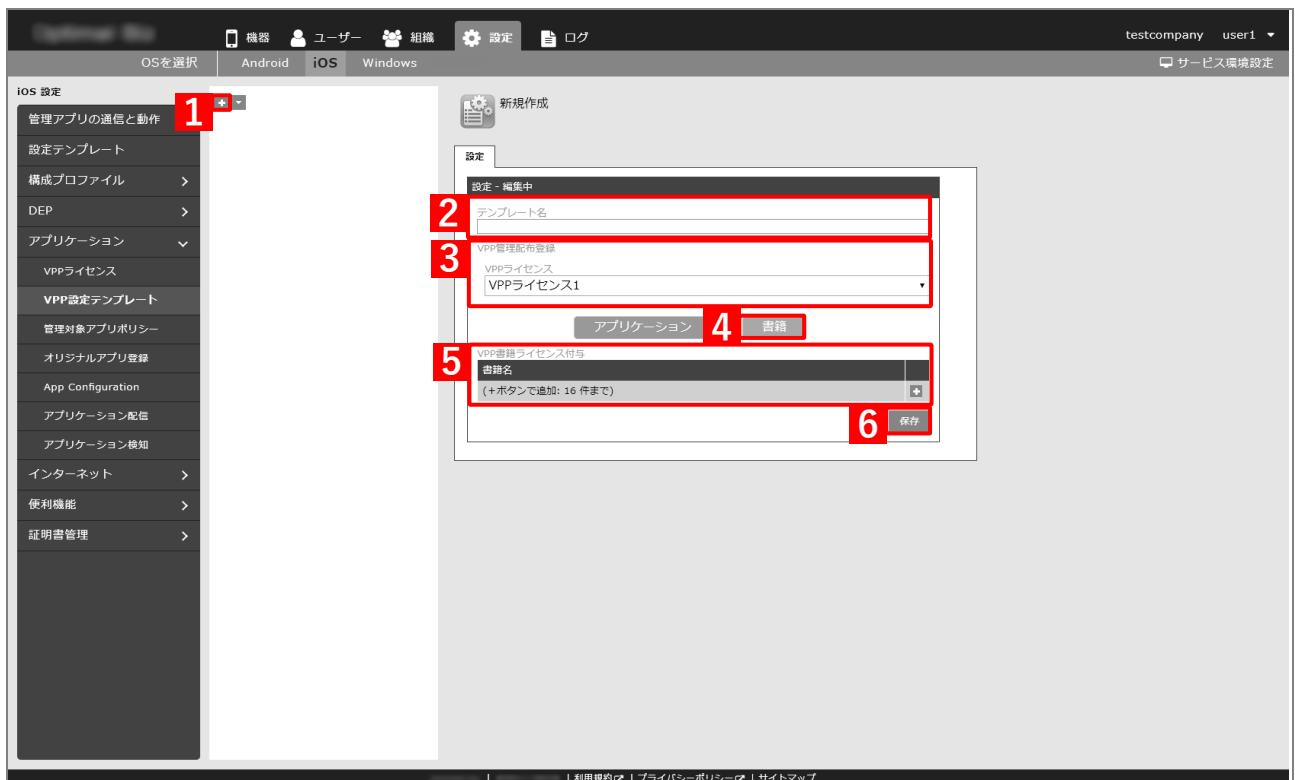 機器 ユーザー 組織 設定 ログ testcompany user1
OSを選択 Android iOS Windows サービス環境設定
iOS 設定
管理アプリの通信と動作
設定テンプレート
構成プロファイル
DEP
アプリケーション
VPPライセンス
VPP設定テンプレート
管理対象アプリポリシー
オリジナルアプリ登録
App Configuration
アプリケーション配信
アプリケーション検知
インターネット
便利機能
証明書管理
1
新規作成
設定
設定 - 編集中
2
テンプレート名
3
VPP管理配布登録
VPPライセンス
VPPライセンス1
アプリケーション 4 書籍
5
VPP書籍ライセンス付与
書籍名
(+ボタンで追加: 16 件まで)
6 保存
| | 利用規約 | プライバシーポリシー | サイトマップ